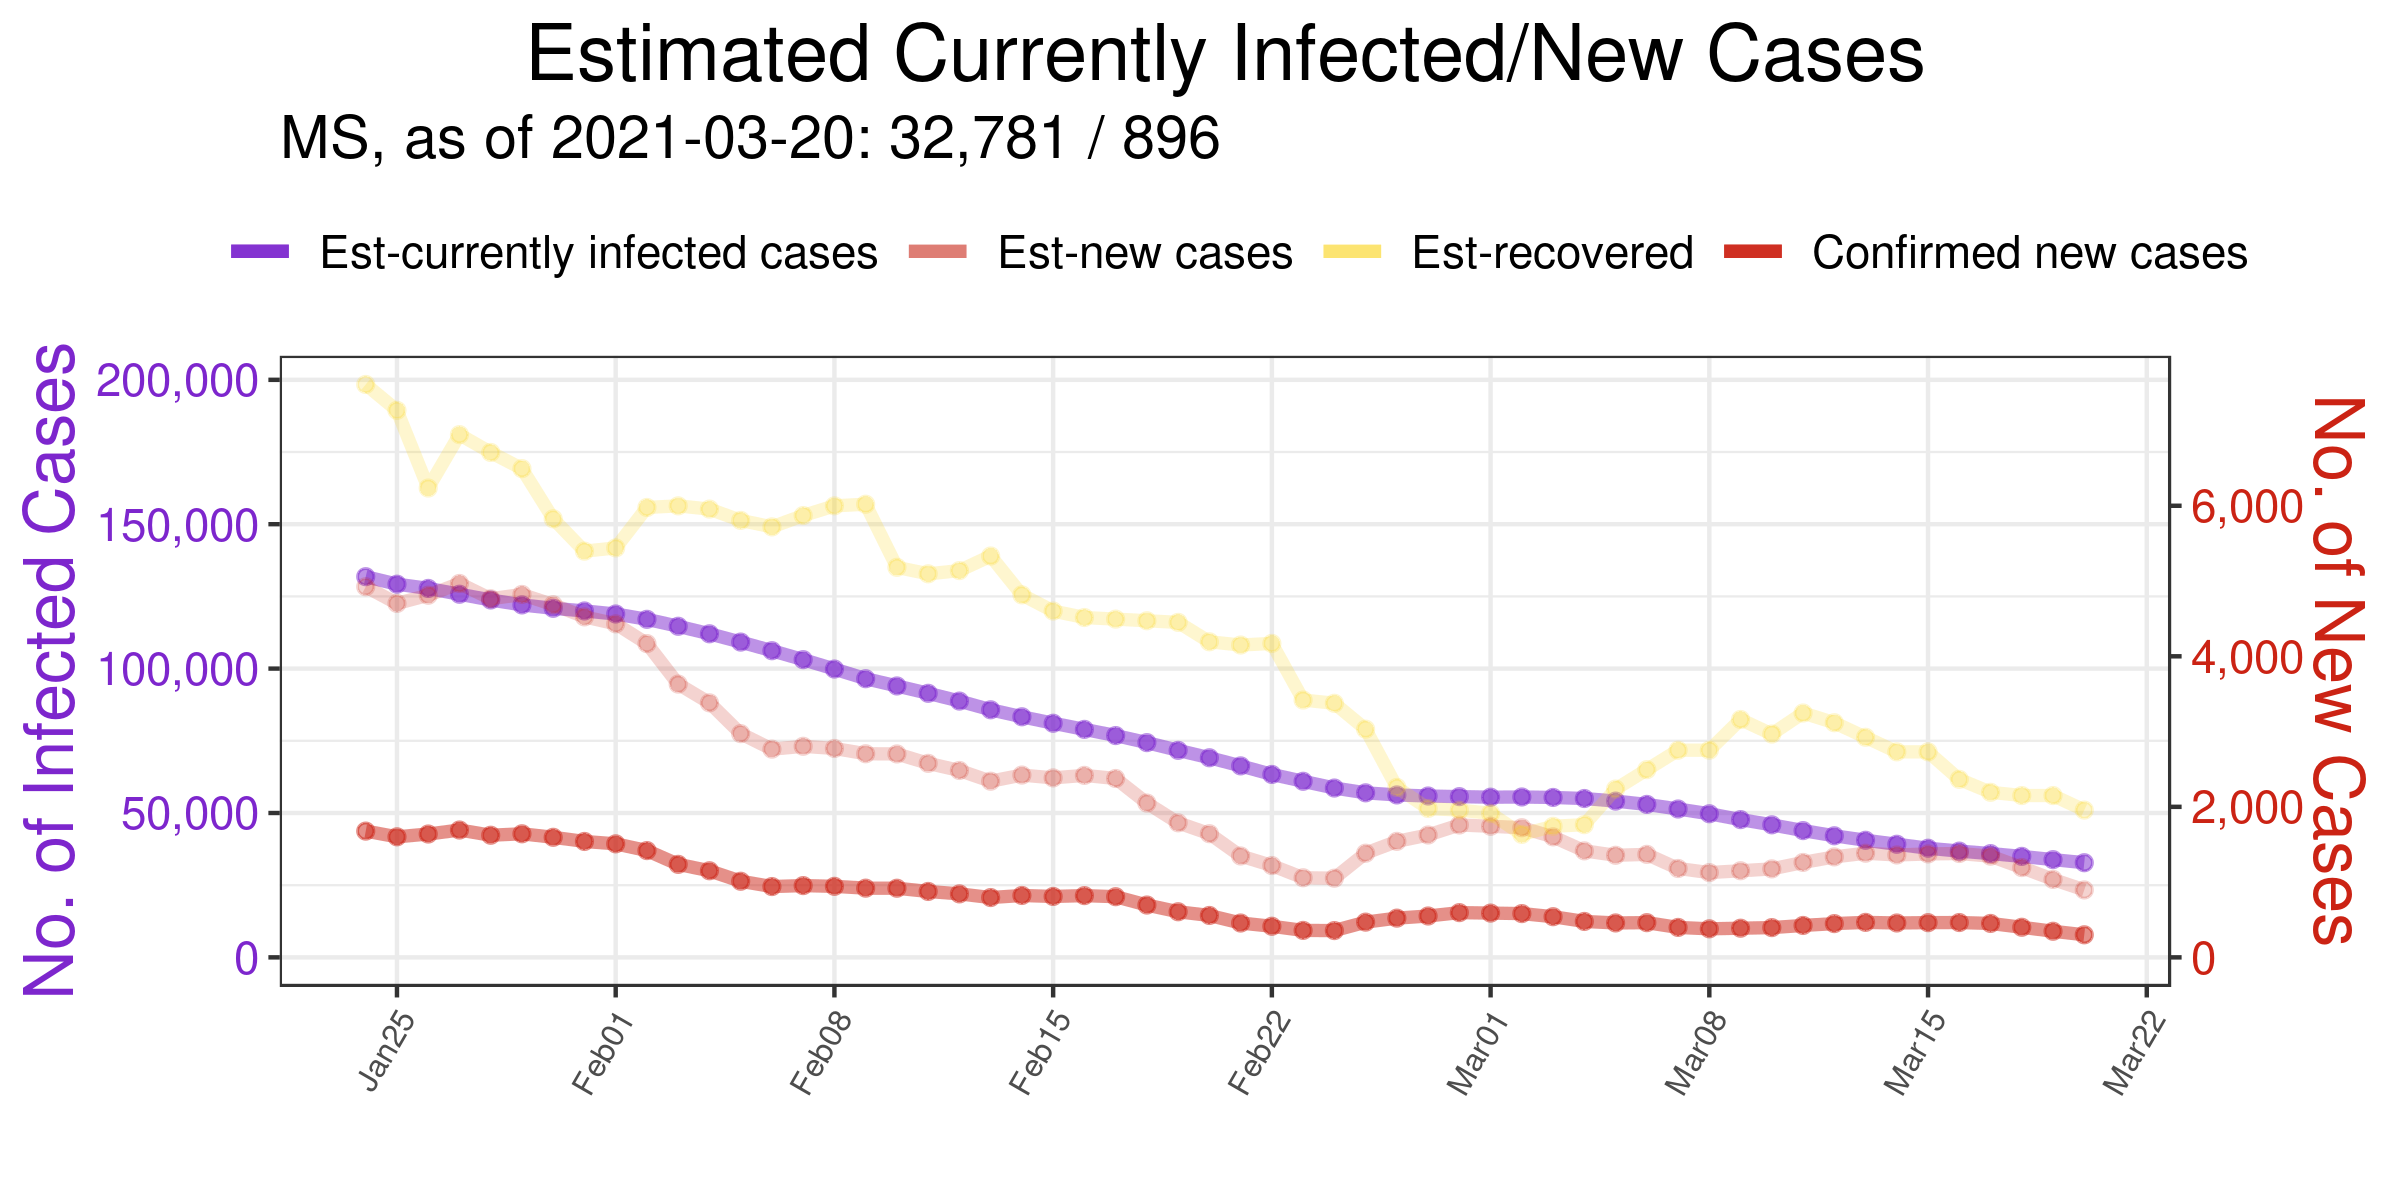 Estimated Currently Infected/New Cases
MS, as of 2021-03-20: 32,781 / 896
Est-currently infected cases Est-new cases Est-recovered Confirmed new cases
No. of Infected Cases
200,000
150,000
100,000
50,000
0
6,000
4,000
2,000
0
No. of New Cases
Jan25 Feb01 Feb08 Feb15 Feb22 Mar01 Mar08 Mar15 Mar22